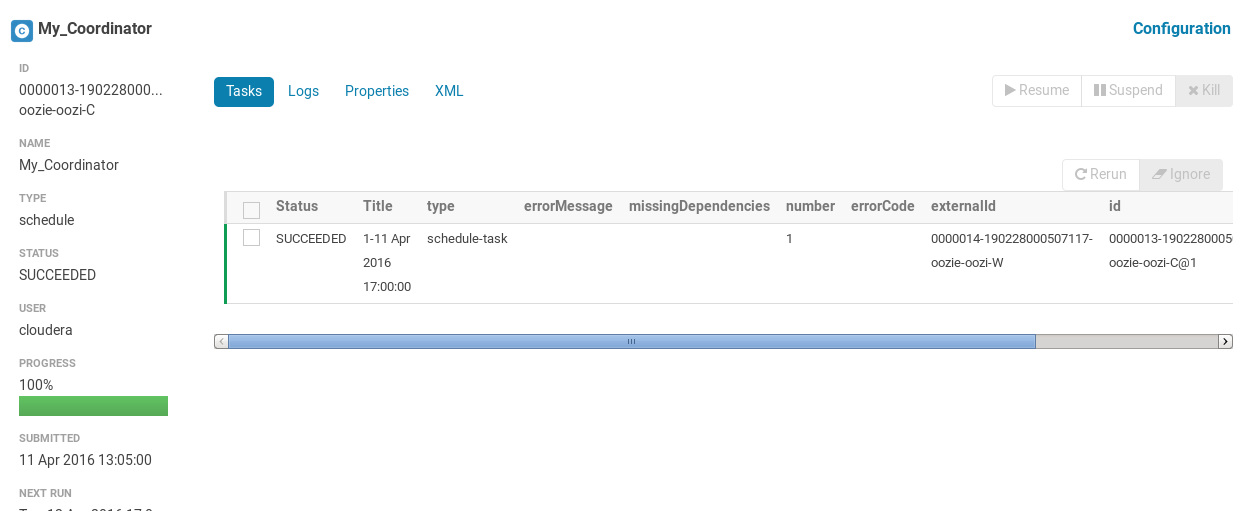 My_Coordinator
Configuration
ID
0000013-190228000...
oozie-oozi-C
NAME
My_Coordinator
TYPE
schedule
STATUS
SUCCEEDED
USER
cloudera
PROGRESS
100%
SUBMITTED
11 Apr 2016 13:05:00
NEXT RUN
Tasks Logs Properties XML
Resume Suspend Kill
Rerun Ignore
Status Title type errorMessage missingDependencies number errorCode externalId id
SUCCEEDED 1-11 Apr schedule-task 1 0000014-190228000507117- 0000013-1902280005
2016 oozie-oozi-W oozie-oozi-C@1
17:00:00